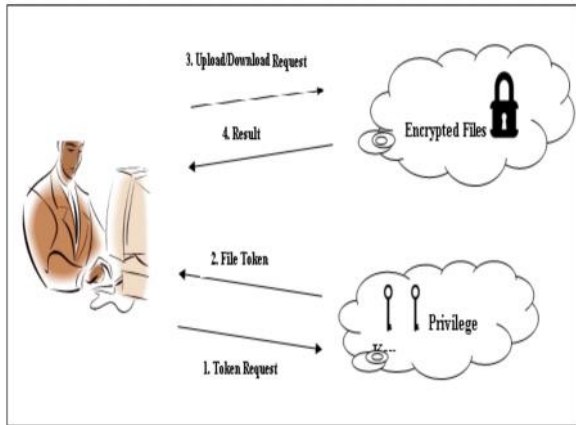 3. Upload/Download Request
4. Result
Encrypted Files
2. File Token
Privilege
1. Token Request